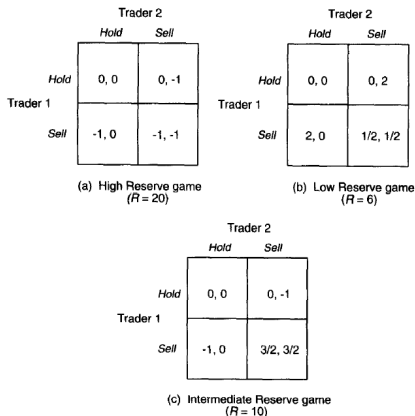 Trader 2
Hold Sell
Hold 0, 0 0, -1
Trader 1
Sell -1, 0 -1, -1
(a) High Reserve game
(R = 20)
Trader 2
Hold Sell
Hold 0, 0 0, 2
Trader 1
Sell 2, 0 1/2, 1/2
(b) Low Reserve game
(R = 6)
Trader 2
Hold Sell
Hold 0, 0 0, -1
Trader 1
Sell -1, 0 3/2, 3/2
(c) Intermediate Reserve game
(R = 10)